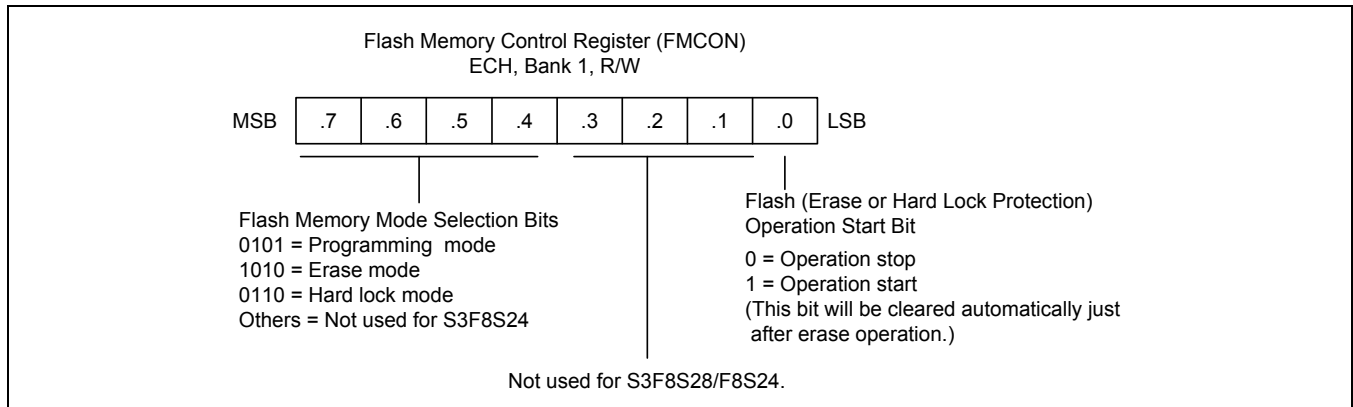 Flash Memory Control Register (FMCON)
ECH, Bank 1, R/W
MSB .7 .6 .5 .4 .3 .2 .1 .0 LSB
Flash Memory Mode Selection Bits
0101 = Programming mode
1010 = Erase mode
0110 = Hard lock mode
Others = Not used for S3F8S24
Flash (Erase or Hard Lock Protection)
Operation Start Bit
0 = Operation stop
1 = Operation start
(This bit will be cleared automatically just
after erase operation.)
Not used for S3F8S28/F8S24.